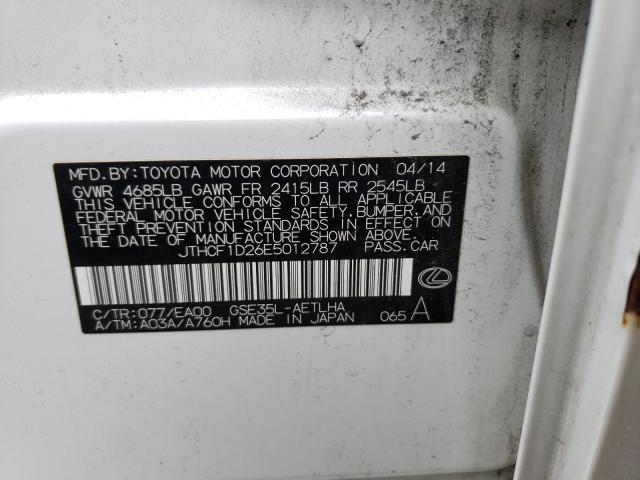 MFD.BY:TOYOTA MOTOR CORPORATION 04/14
GVWR 4685LB GAWR FR 2415LB RR 2545LB
THIS VEHICLE CONFORMS TO ALL APPLICABLE
FEDERAL MOTOR VEHICLE SAFETY, BUMPER, AND
THEFT PREVENTION STANDARDS IN EFFECT ON
THE DATE OF MANUFACTURE SHOWN ABOVE.
JTHCF1D26E5012787 PASS.CAR
C/TR:077/EA00 GSE35L-AETLHA
A/TM:A03A/A760H MADE IN JAPAN 065 A